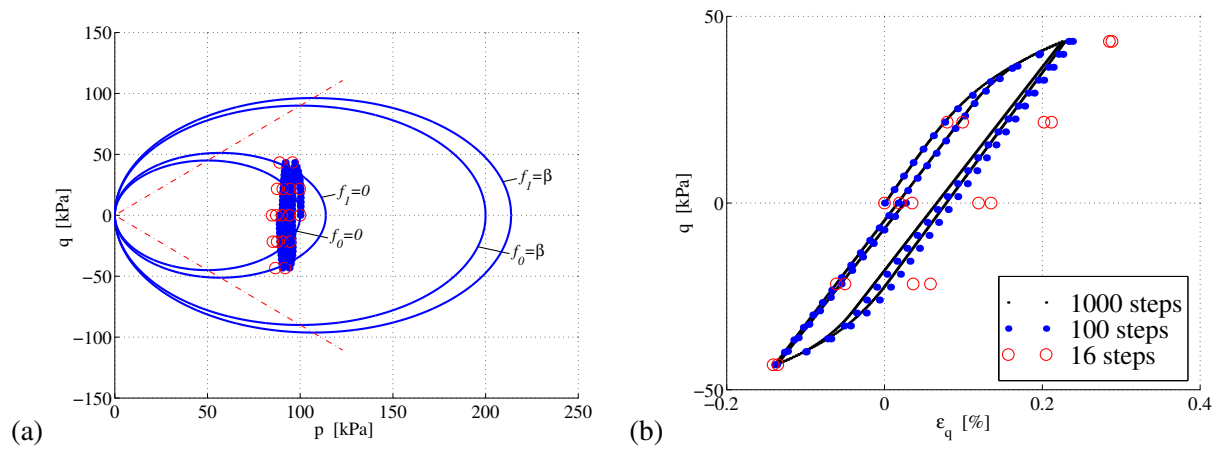 150
100
50
0
−50
−100
−150
0
50
100
150
200
250
q [kPa]
p [kPa]
f1=β
f1=0
f0=0
f0=β
(a)
50
0
−50
−0.2
0
0.2
0.4
q [kPa]
εq [%]
1000 steps
100 steps
16 steps
(b)